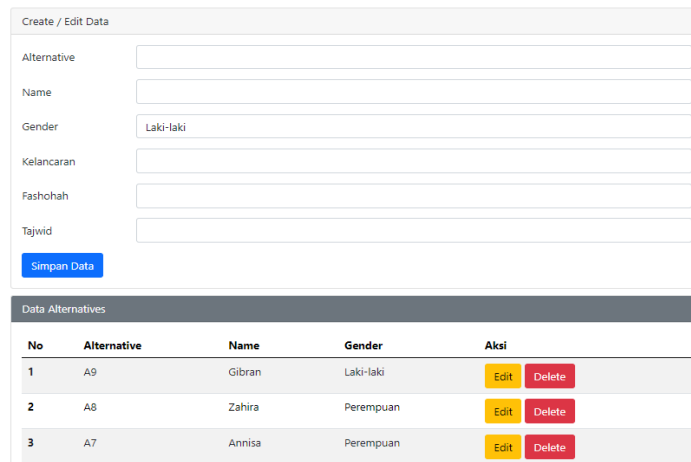 Create / Edit Data
Alternative
Name
Gender Laki-laki
Kelancaran
Fashohah
Tajwid
Simpan Data
Data Alternatives
No Alternative Name Gender Aksi
1 A9 Gibran Laki-laki Edit Delete
2 A8 Zahira Perempuan Edit Delete
3 A7 Annisa Perempuan Edit Delete